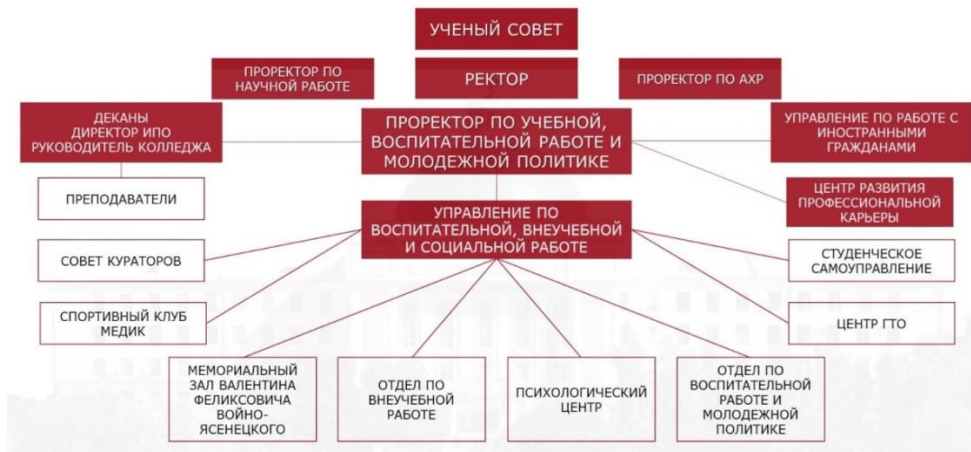 УЧЕНЫЙ СОВЕТ
ПРОРЕКТОР ПО
НАУЧНОЙ РАБОТЕ
РЕКТОР
ПРОРЕКТОР ПО АХР
ДЕКАНЫ
ДИРЕКТОР ИПО
РУКОВОДИТЕЛЬ КОЛЛЕДЖА
ПРОРЕКТОР ПО УЧЕБНОЙ,
ВОСПИТАТЕЛЬНОЙ РАБОТЕ И
МОЛОДЕЖНОЙ ПОЛИТИКЕ
УПРАВЛЕНИЕ ПО РАБОТЕ С
ИНОСТРАННЫМИ
ГРАЖДАНАМИ
ПРЕПОДАВАТЕЛИ
ЦЕНТР РАЗВИТИЯ
ПРОФЕССИОНАЛЬНОЙ
КАРЬЕРЫ
УПРАВЛЕНИЕ ПО
ВОСПИТАТЕЛЬНОЙ, ВНЕУЧЕБНОЙ
И СОЦИАЛЬНОЙ РАБОТЕ
СОВЕТ КУРАТОРОВ
СТУДЕНЧЕСКОЕ
САМОУПРАВЛЕНИЕ
СПОРТИВНЫЙ КЛУБ
МЕДИК
ЦЕНТР ГТО
МЕМОРИАЛЬНЫЙ
ЗАЛ ВАЛЕНТИНА
ФЕЛИКСОВИЧА
ВОЙНО-
ЯСЕНЕЦКОГО
ОТДЕЛ ПО
ВНЕУЧЕБНОЙ
РАБОТЕ
ПСИХОЛОГИЧЕСКИЙ
ЦЕНТР
ОТДЕЛ ПО
ВОСПИТАТЕЛЬНОЙ
РАБОТЕ И
МОЛОДЕЖНОЙ
ПОЛИТИКЕ